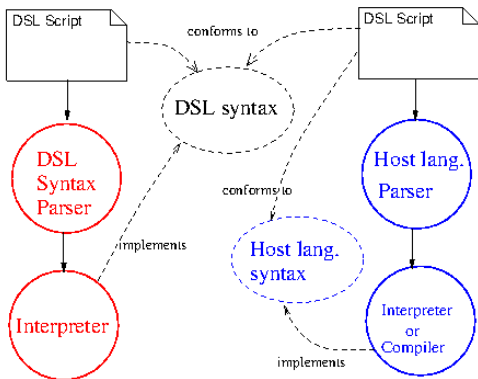 DSL Script
DSL Script
conforms to
DSL syntax
DSL
Syntax
Parser
Host lang.
Parser
conforms to
implements
Host lang.
syntax
Interpreter
Interpreter
or
Compiler
implements